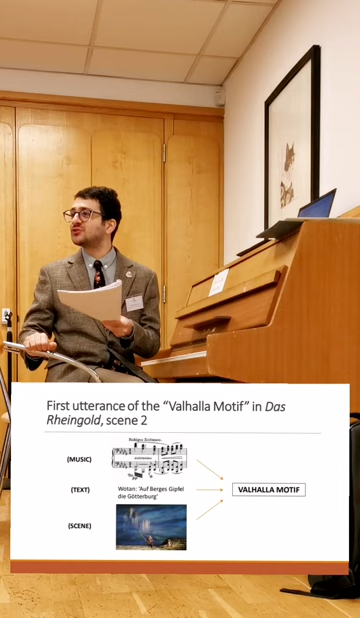 First utterance of the “Valhalla Motif” in Das
Rheingold, scene 2
(MUSIC)
(TEXT)
Wotan: ‘Auf Berges Gipfel
die Götterburg’
VALHALLA MOTIF
(SCENE)